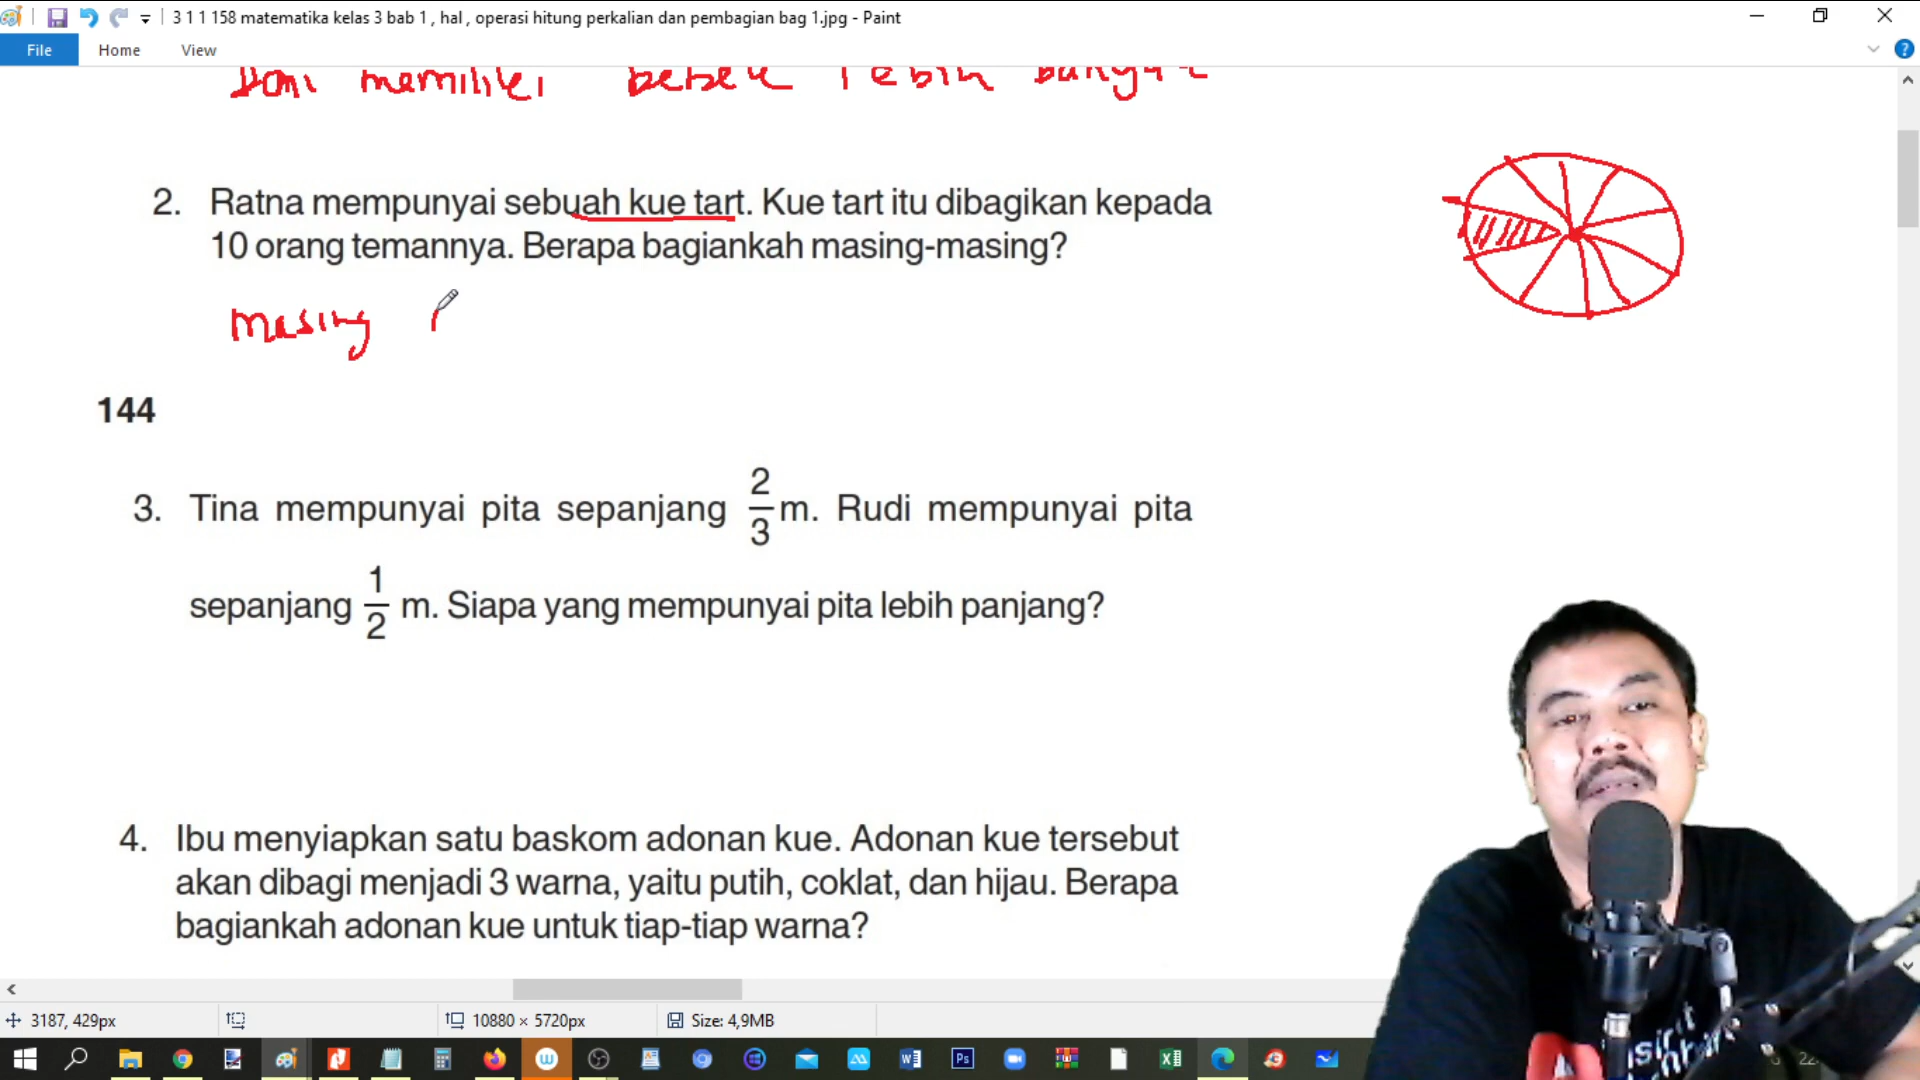 3 1 1 158 matematika kelas 3 bab 1 , hal , operasi hitung perkalian dan pembagian bag 1.jpg - Paint
File Home View
memiliki bebek lebih banyak
2. Ratna mempunyai sebuah kue tart. Kue tart itu dibagikan kepada
10 orang temannya. Berapa bagiankah masing-masing?
masing
144
3. Tina mempunyai pita sepanjang 2/3 m. Rudi mempunyai pita
sepanjang 1/2 m. Siapa yang mempunyai pita lebih panjang?
4. Ibu menyiapkan satu baskom adonan kue. Adonan kue tersebut
akan dibagi menjadi 3 warna, yaitu putih, coklat, dan hijau. Berapa
bagiankah adonan kue untuk tiap-tiap warna?
3187, 429px 10880 × 5720px Size: 4,9MB